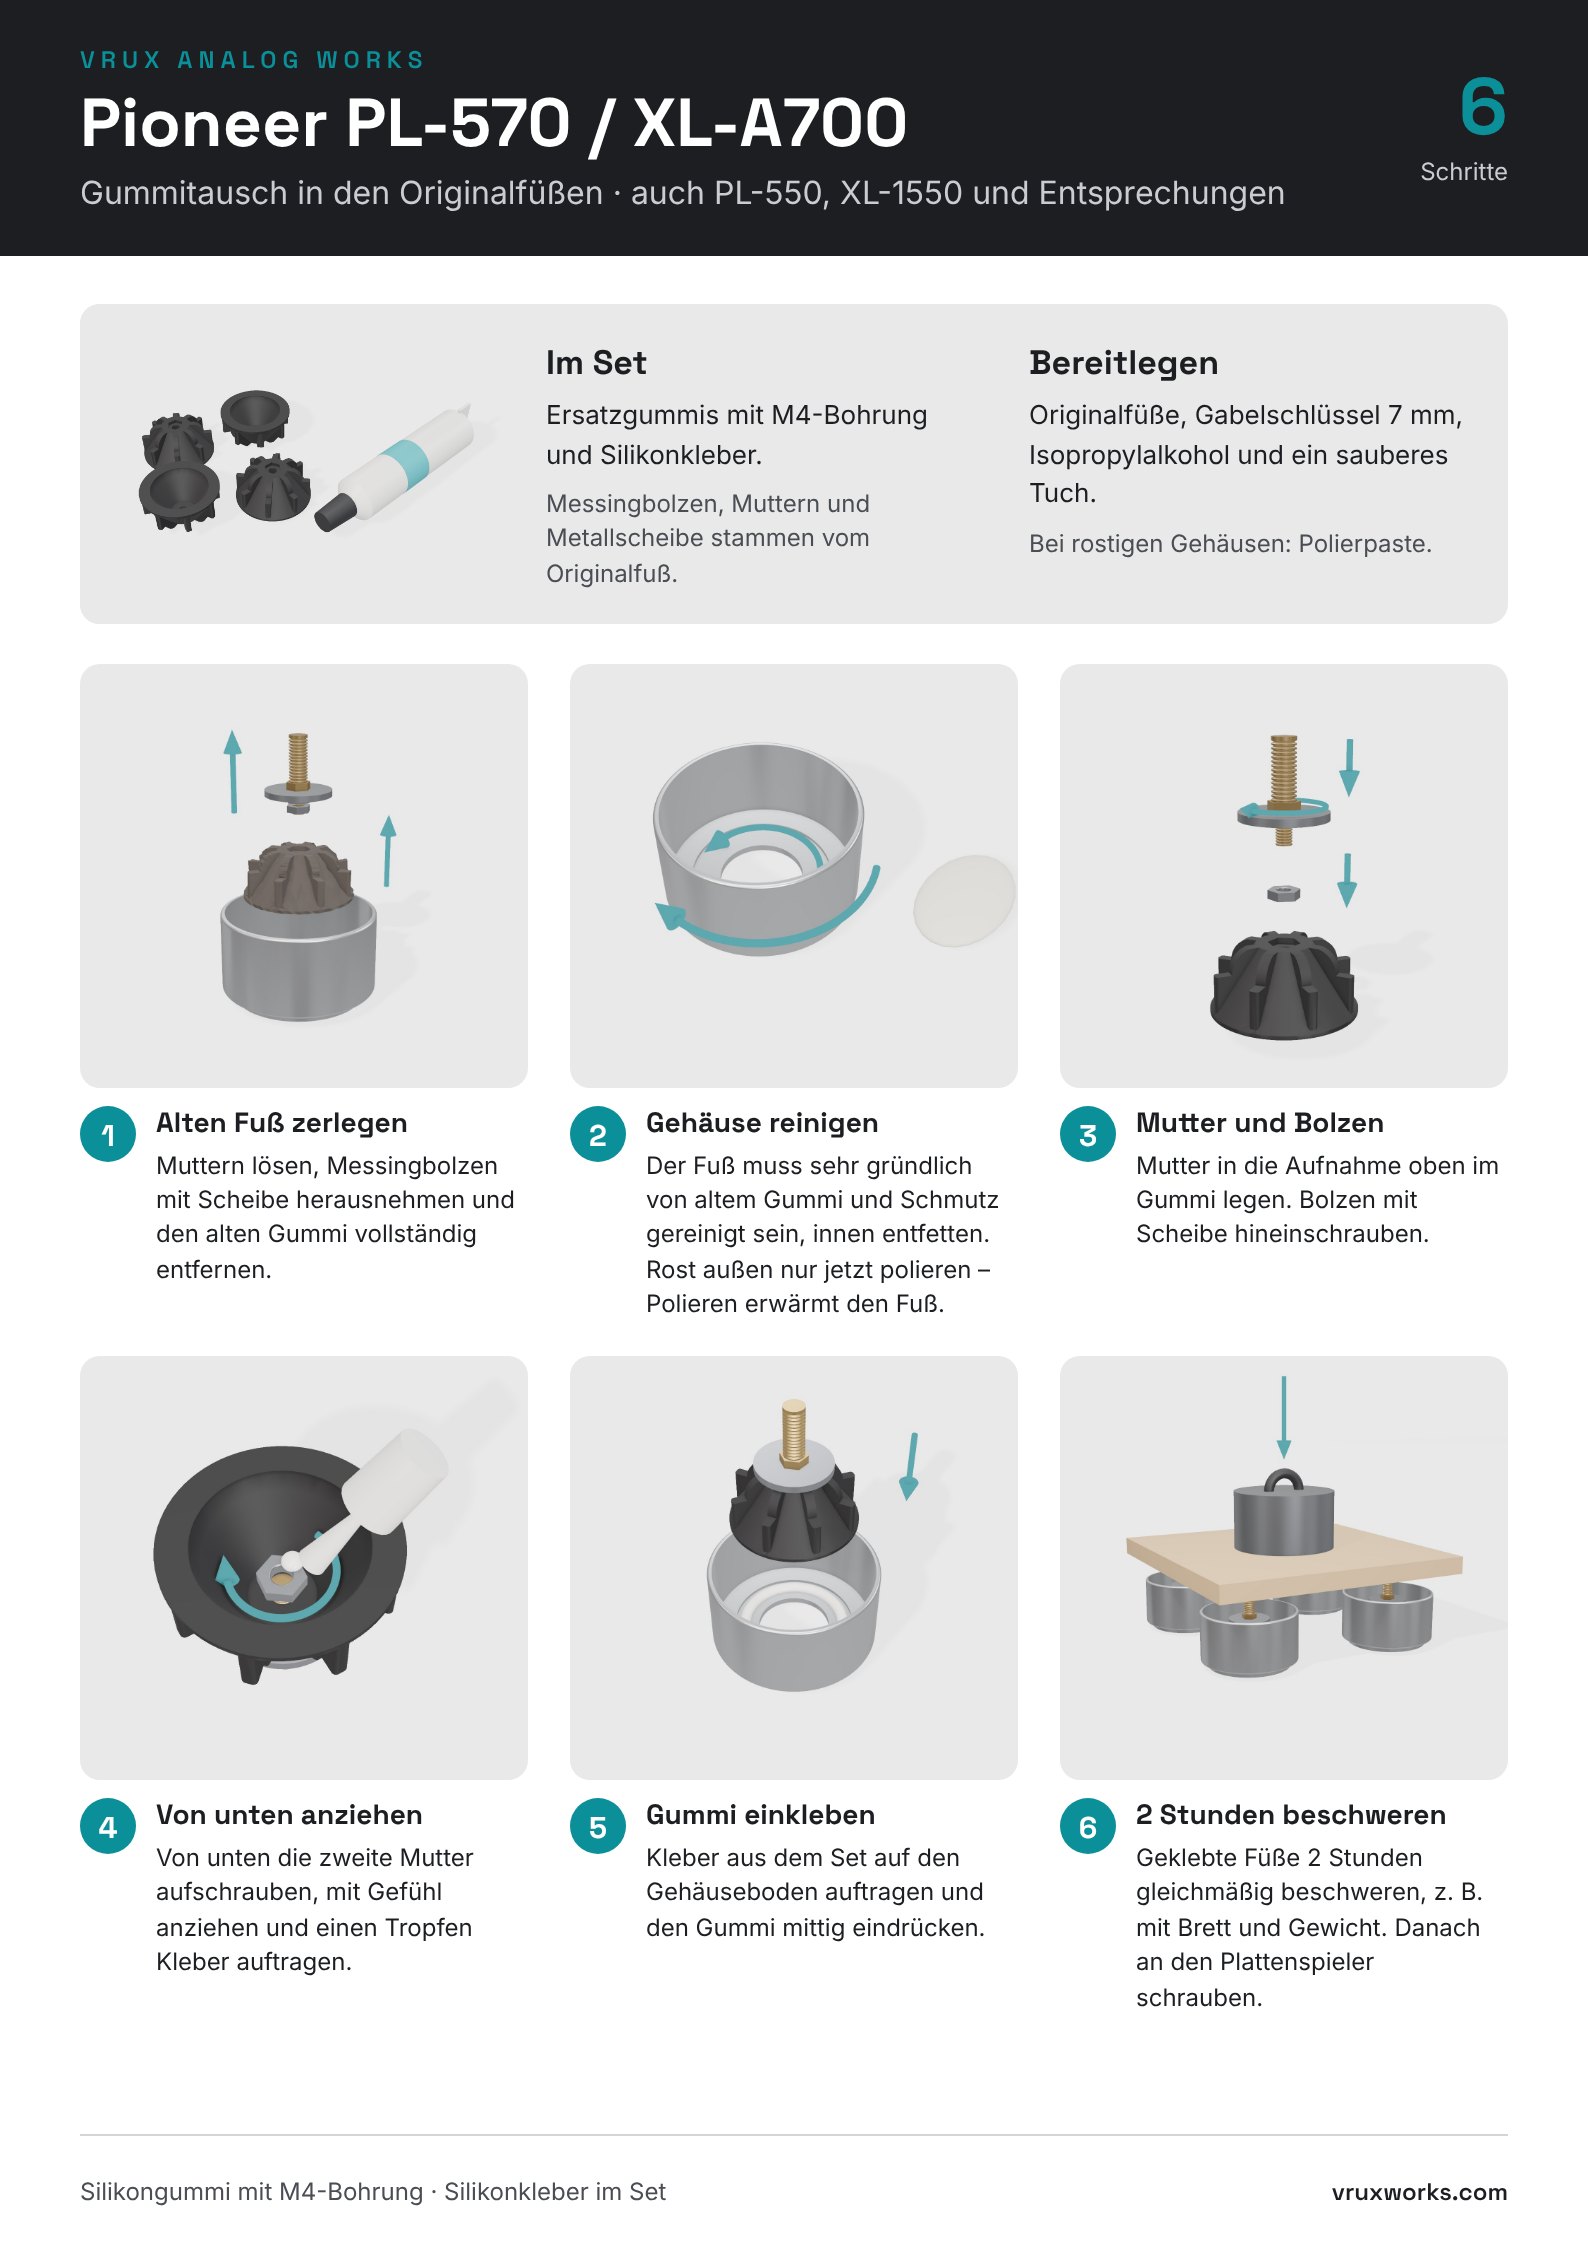 VRUX ANALOG WORKS
Pioneer PL-570 / XL-A700
Gummitausch in den Originalfüßen · auch PL-550, XL-1550 und Entsprechungen
6
Schritte
Im Set
Ersatzgummis mit M4-Bohrung
und Silikonkleber.
Messingbolzen, Muttern und
Metallscheibe stammen vom
Originalfuß.
Bereitlegen
Originalfüße, Gabelschlüssel 7 mm,
Isopropylalkohol und ein sauberes
Tuch.
Bei rostigen Gehäusen: Polierpaste.
1
Alten Fuß zerlegen
Muttern lösen, Messingbolzen
mit Scheibe herausnehmen und
den alten Gummi vollständig
entfernen.
2
Gehäuse reinigen
Der Fuß muss sehr gründlich
von altem Gummi und Schmutz
gereinigt sein, innen entfetten.
Rost außen nur jetzt polieren –
Polieren erwärmt den Fuß.
3
Mutter und Bolzen
Mutter in die Aufnahme oben im
Gummi legen. Bolzen mit
Scheibe hineinschrauben.
4
Von unten anziehen
Von unten die zweite Mutter
aufschrauben, mit Gefühl
anziehen und einen Tropfen
Kleber auftragen.
5
Gummi einkleben
Kleber aus dem Set auf den
Gehäuseboden auftragen und
den Gummi mittig eindrücken.
6
2 Stunden beschweren
Geklebte Füße 2 Stunden
gleichmäßig beschweren, z. B.
mit Brett und Gewicht. Danach
an den Plattenspieler
schrauben.
Silikongummi mit M4-Bohrung · Silikonkleber im Set
vruxworks.com